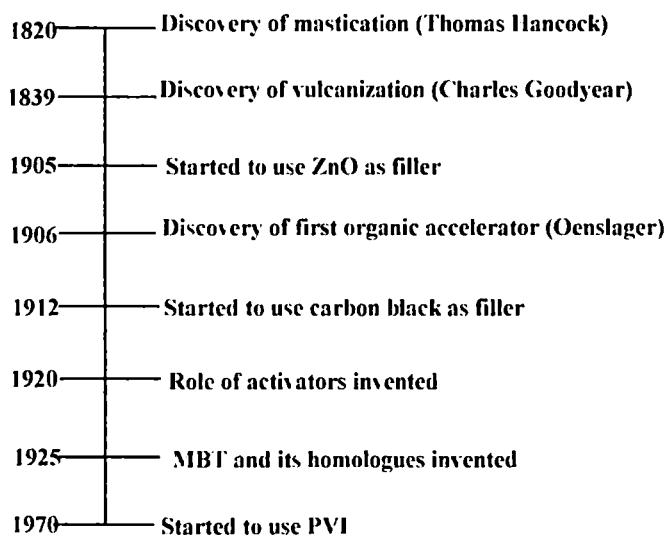 1820 Discovery of mastication (Thomas Hancock)
1839 Discovery of vulcanization (Charles Goodyear)
1905 Started to use ZnO as filler
1906 Discovery of first organic accelerator (Oenslager)
1912 Started to use carbon black as filler
1920 Role of activators invented
1925 MBT and its homologues invented
1970 Started to use PVI